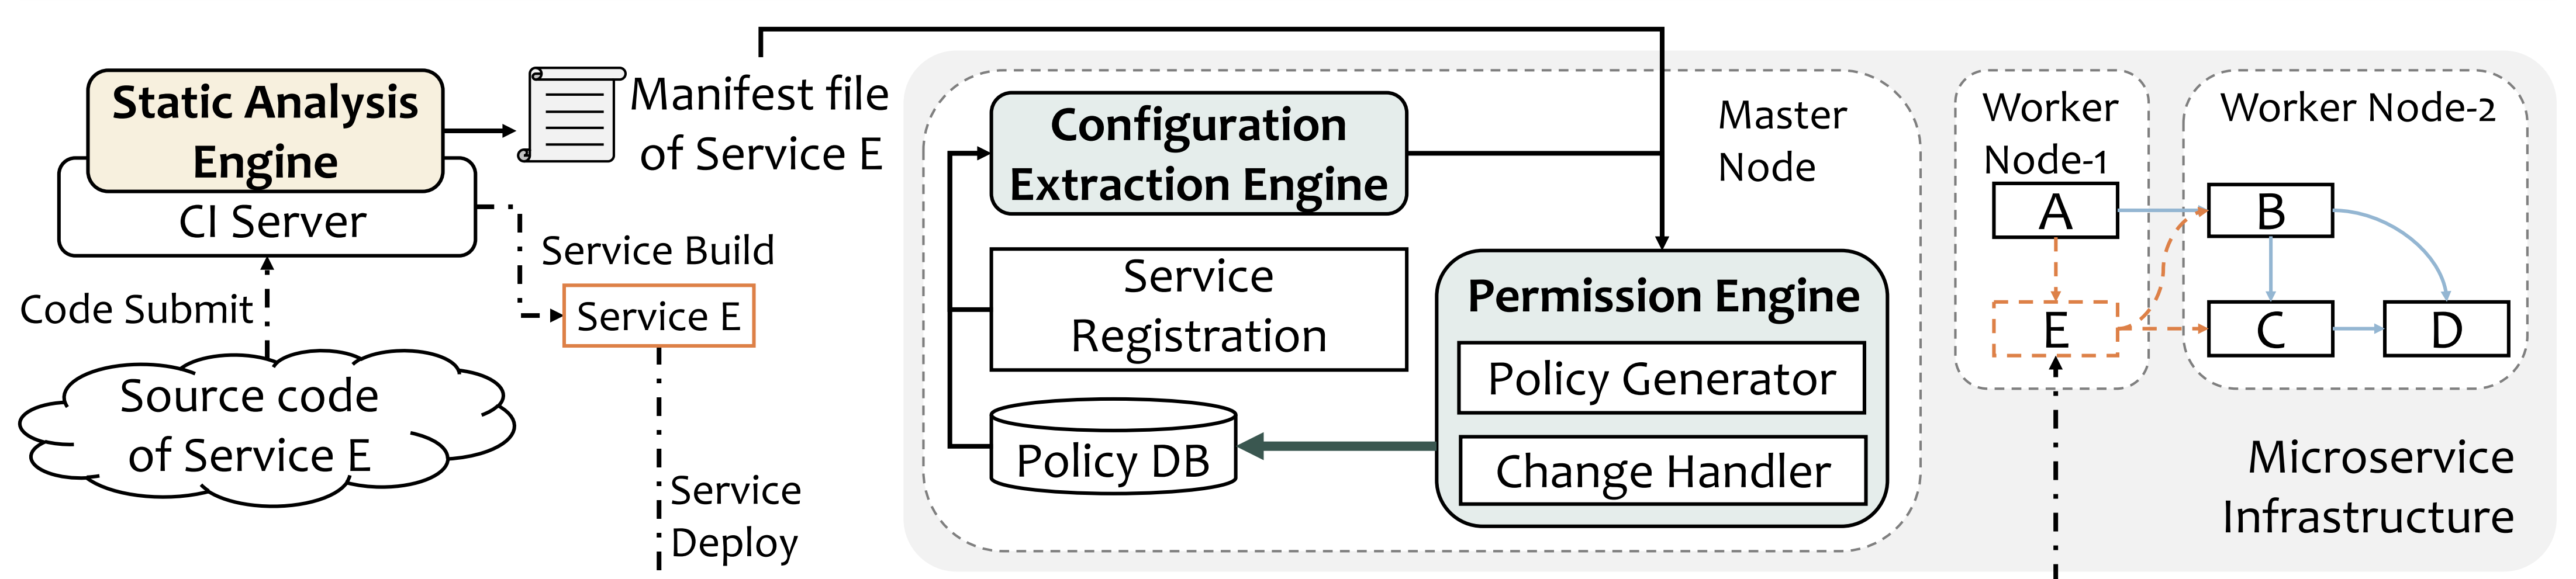 Static Analysis
Engine
CI Server
Code Submit
Source code
of Service E
Manifest file
of Service E
Service Build
Service E
Service
Deploy
Configuration
Extraction Engine
Service
Registration
Policy DB
Master
Node
Permission Engine
Policy Generator
Change Handler
Worker
Node-1
A
E
Worker Node-2
B
C
D
Microservice
Infrastructure